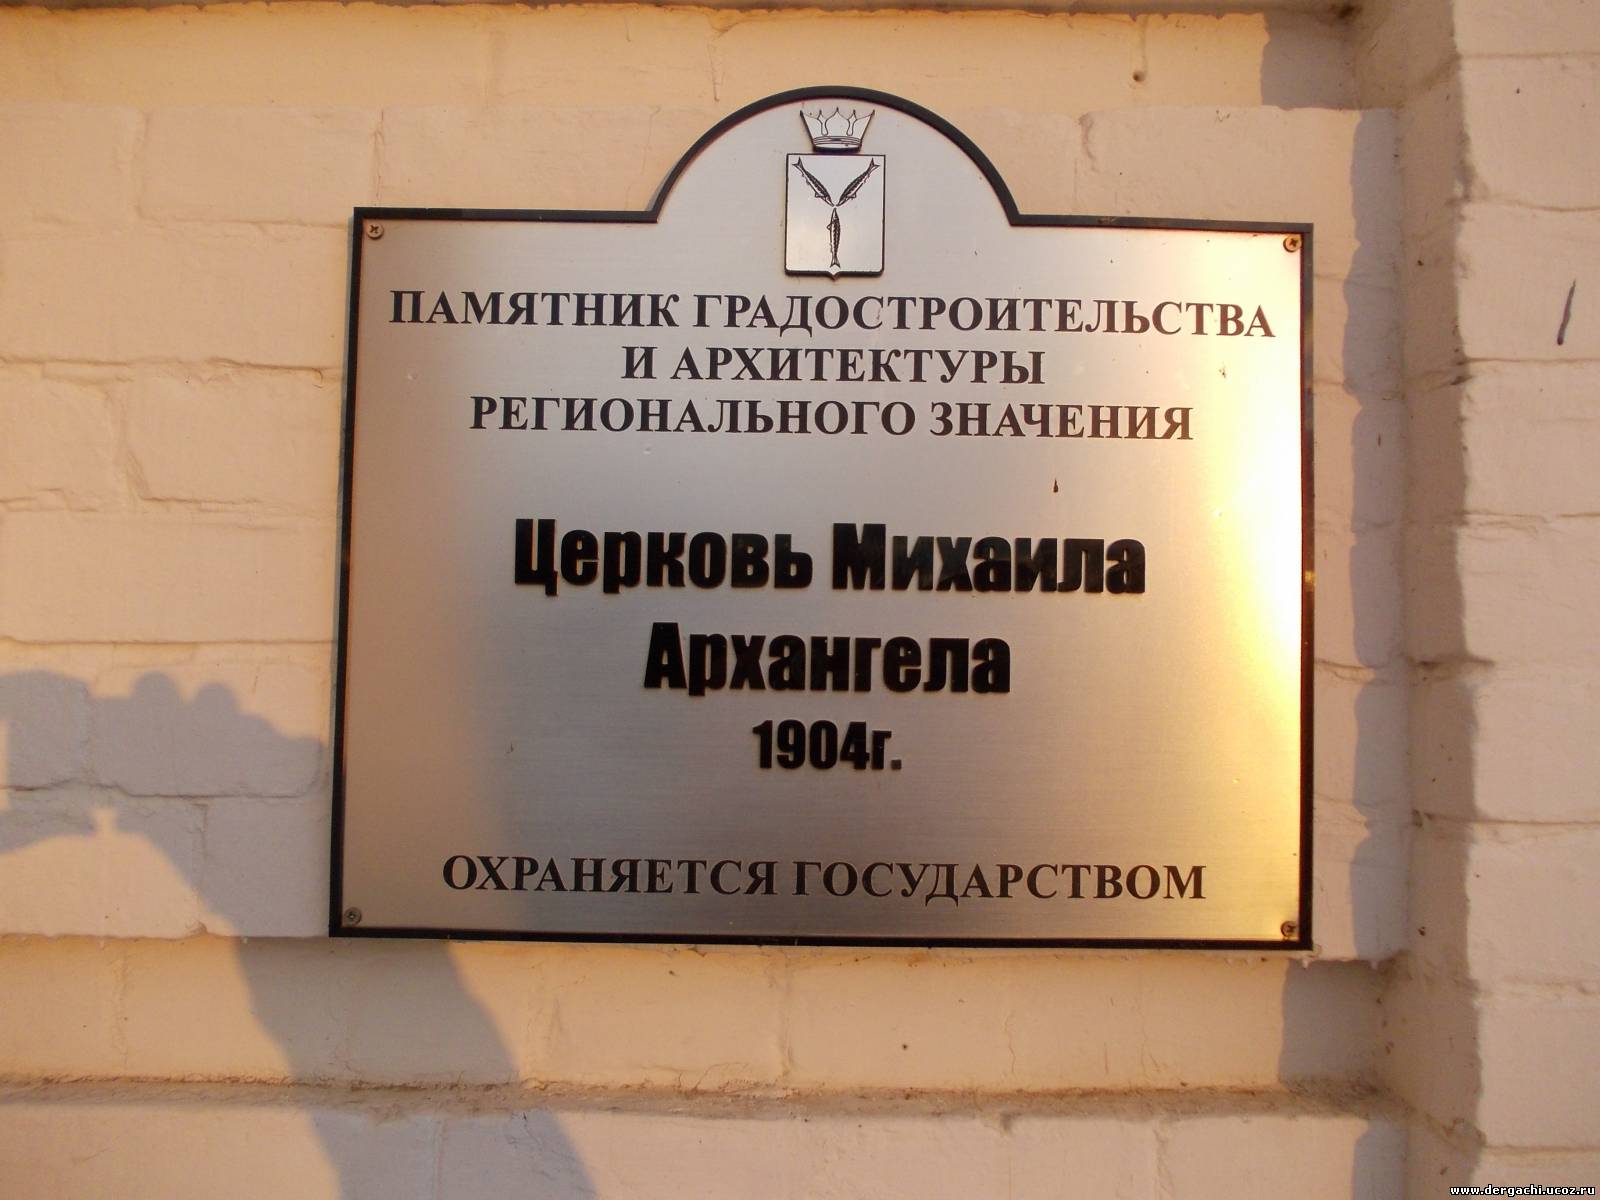 ПАМЯТНИК ГРАДОСТРОИТЕЛЬСТВА
И АРХИТЕКТУРЫ
РЕГИОНАЛЬНОГО ЗНАЧЕНИЯ
Церковь Михаила
Архангела
1904г.
ОХРАНЯЕТСЯ ГОСУДАРСТВОМ
www.dergachi.ucoz.ru